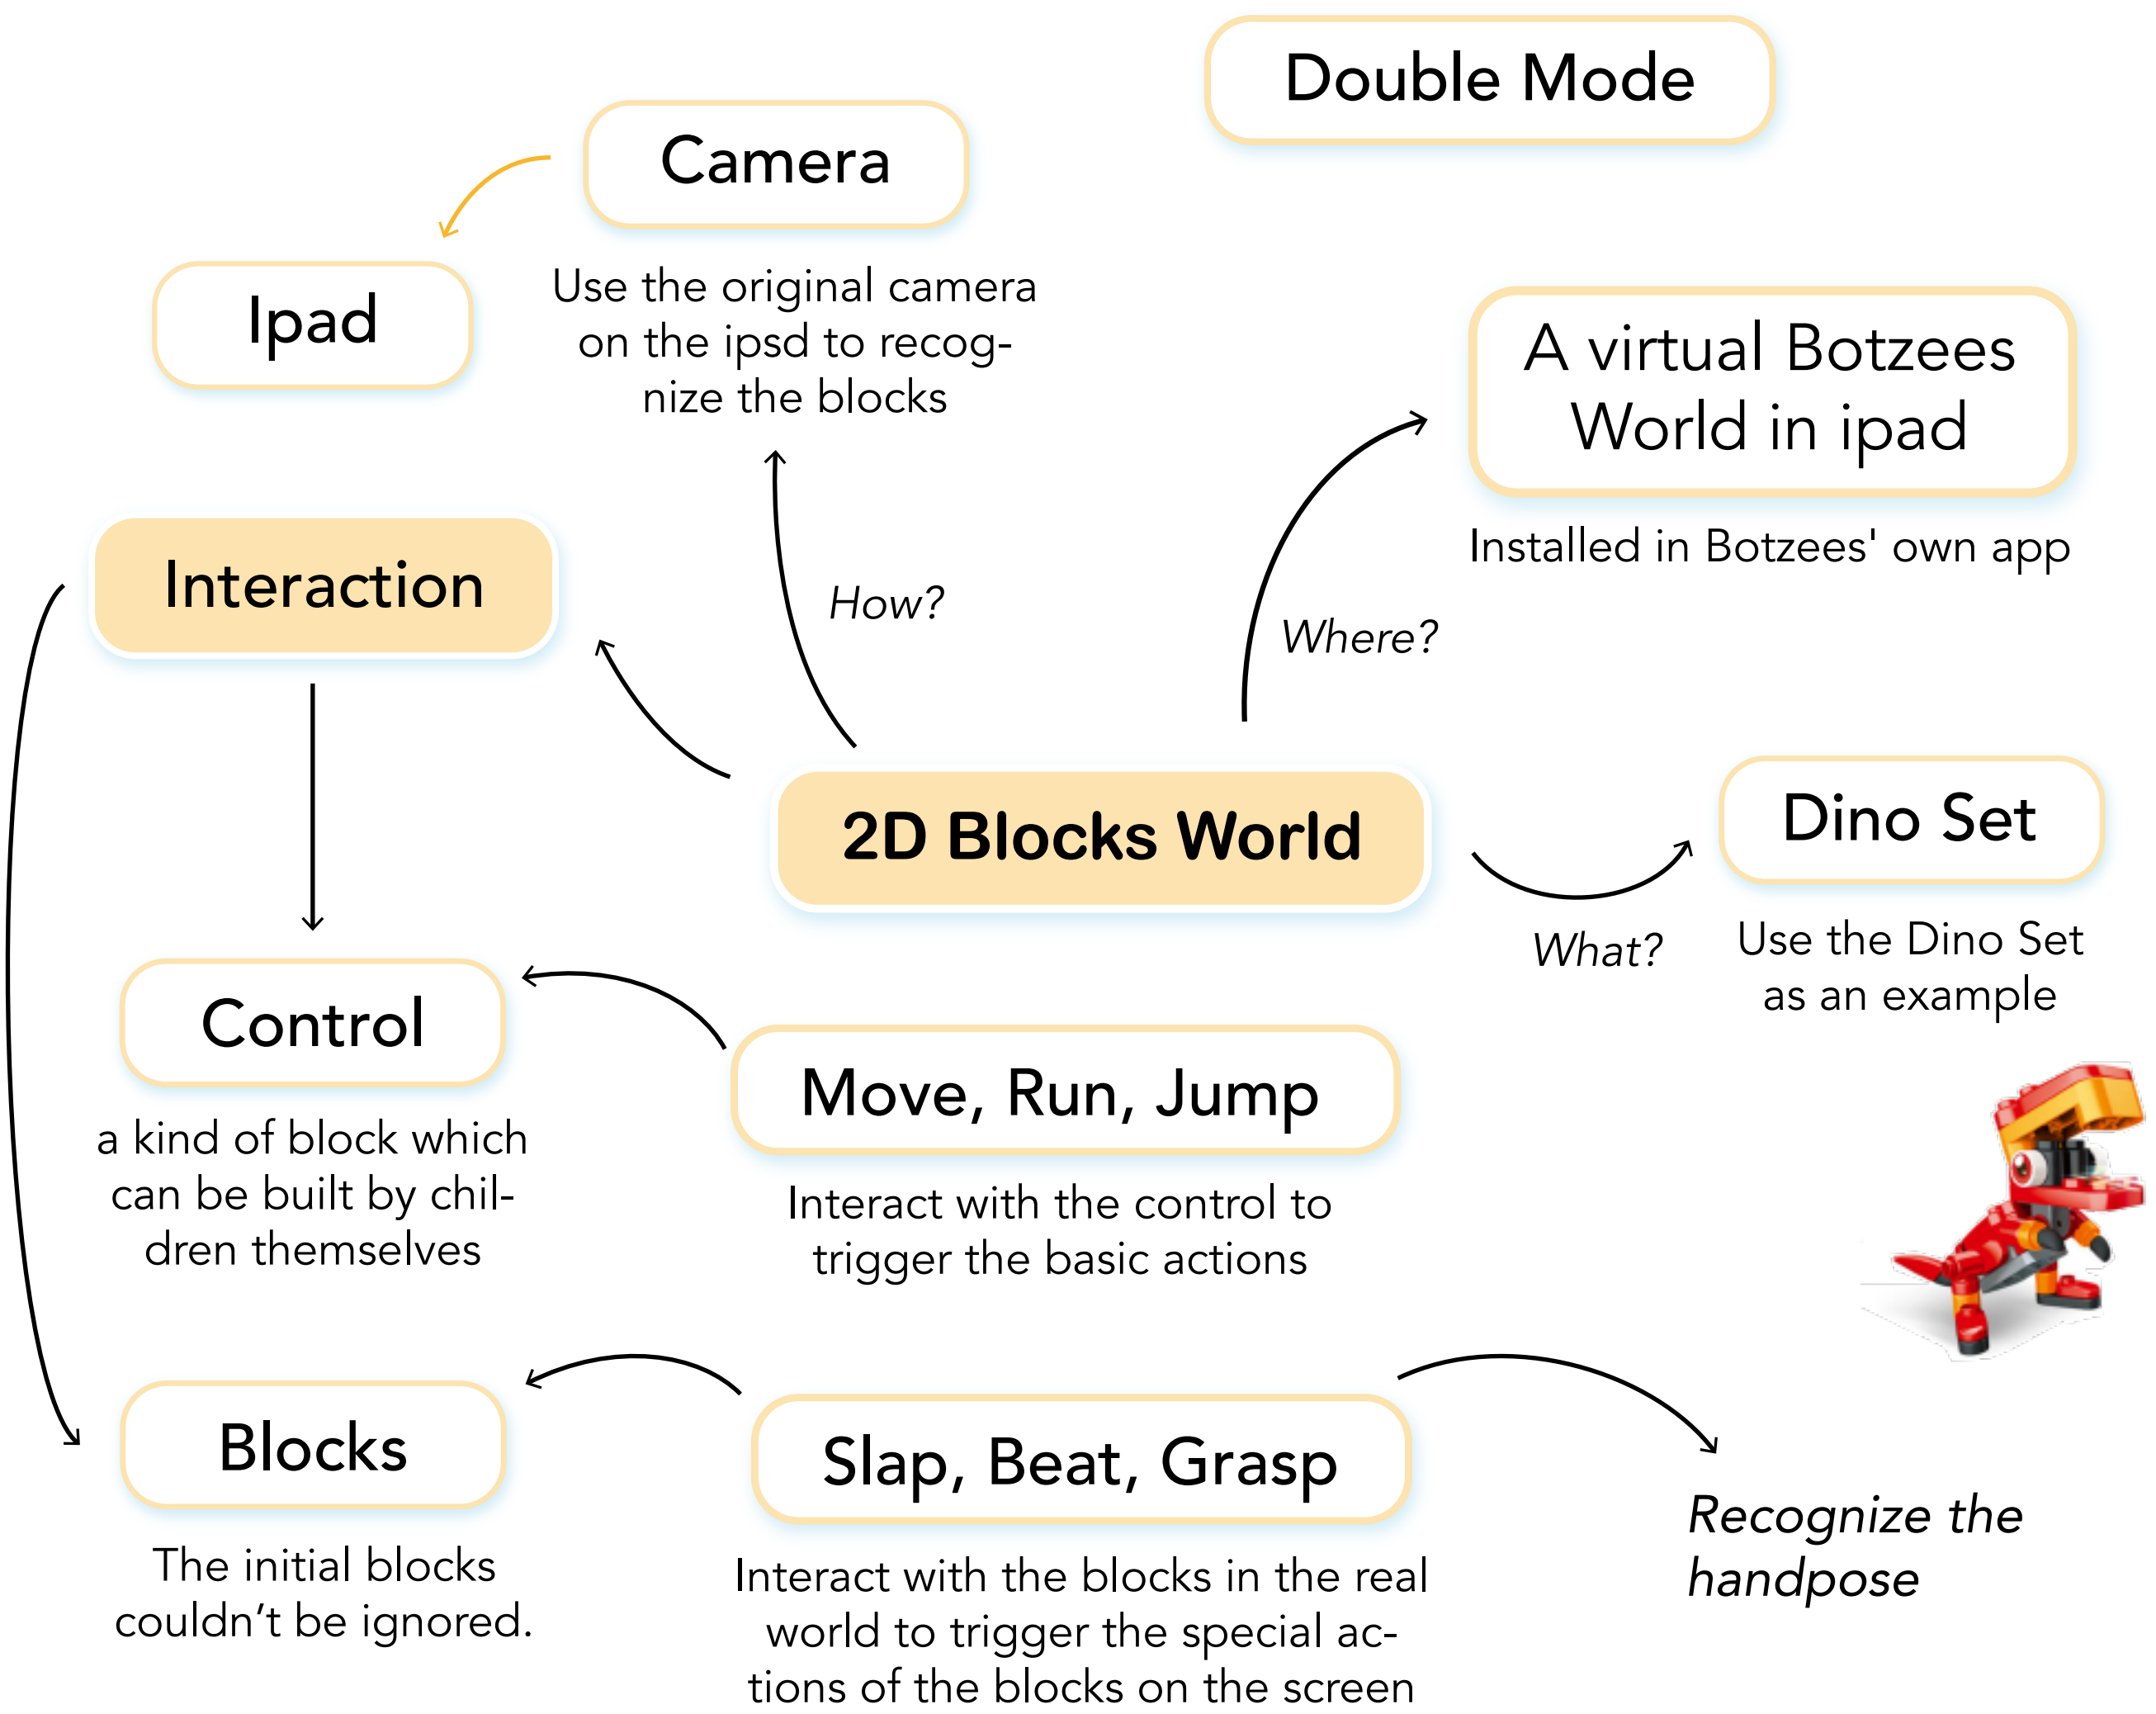 Double Mode
Camera
Use the original camera
on the ipsd to recog-
nize the blocks
Ipad
A virtual Botzees
World in ipad
Installed in Botzees' own app
Interaction
How?
Where?
2D Blocks World
Dino Set
What?
Use the Dino Set
as an example
Control
a kind of block which
can be built by chil-
dren themselves
Move, Run, Jump
Interact with the control to
trigger the basic actions
Blocks
The initial blocks
couldn’t be ignored.
Slap, Beat, Grasp
Interact with the blocks in the real
world to trigger the special ac-
tions of the blocks on the screen
Recognize the
handpose